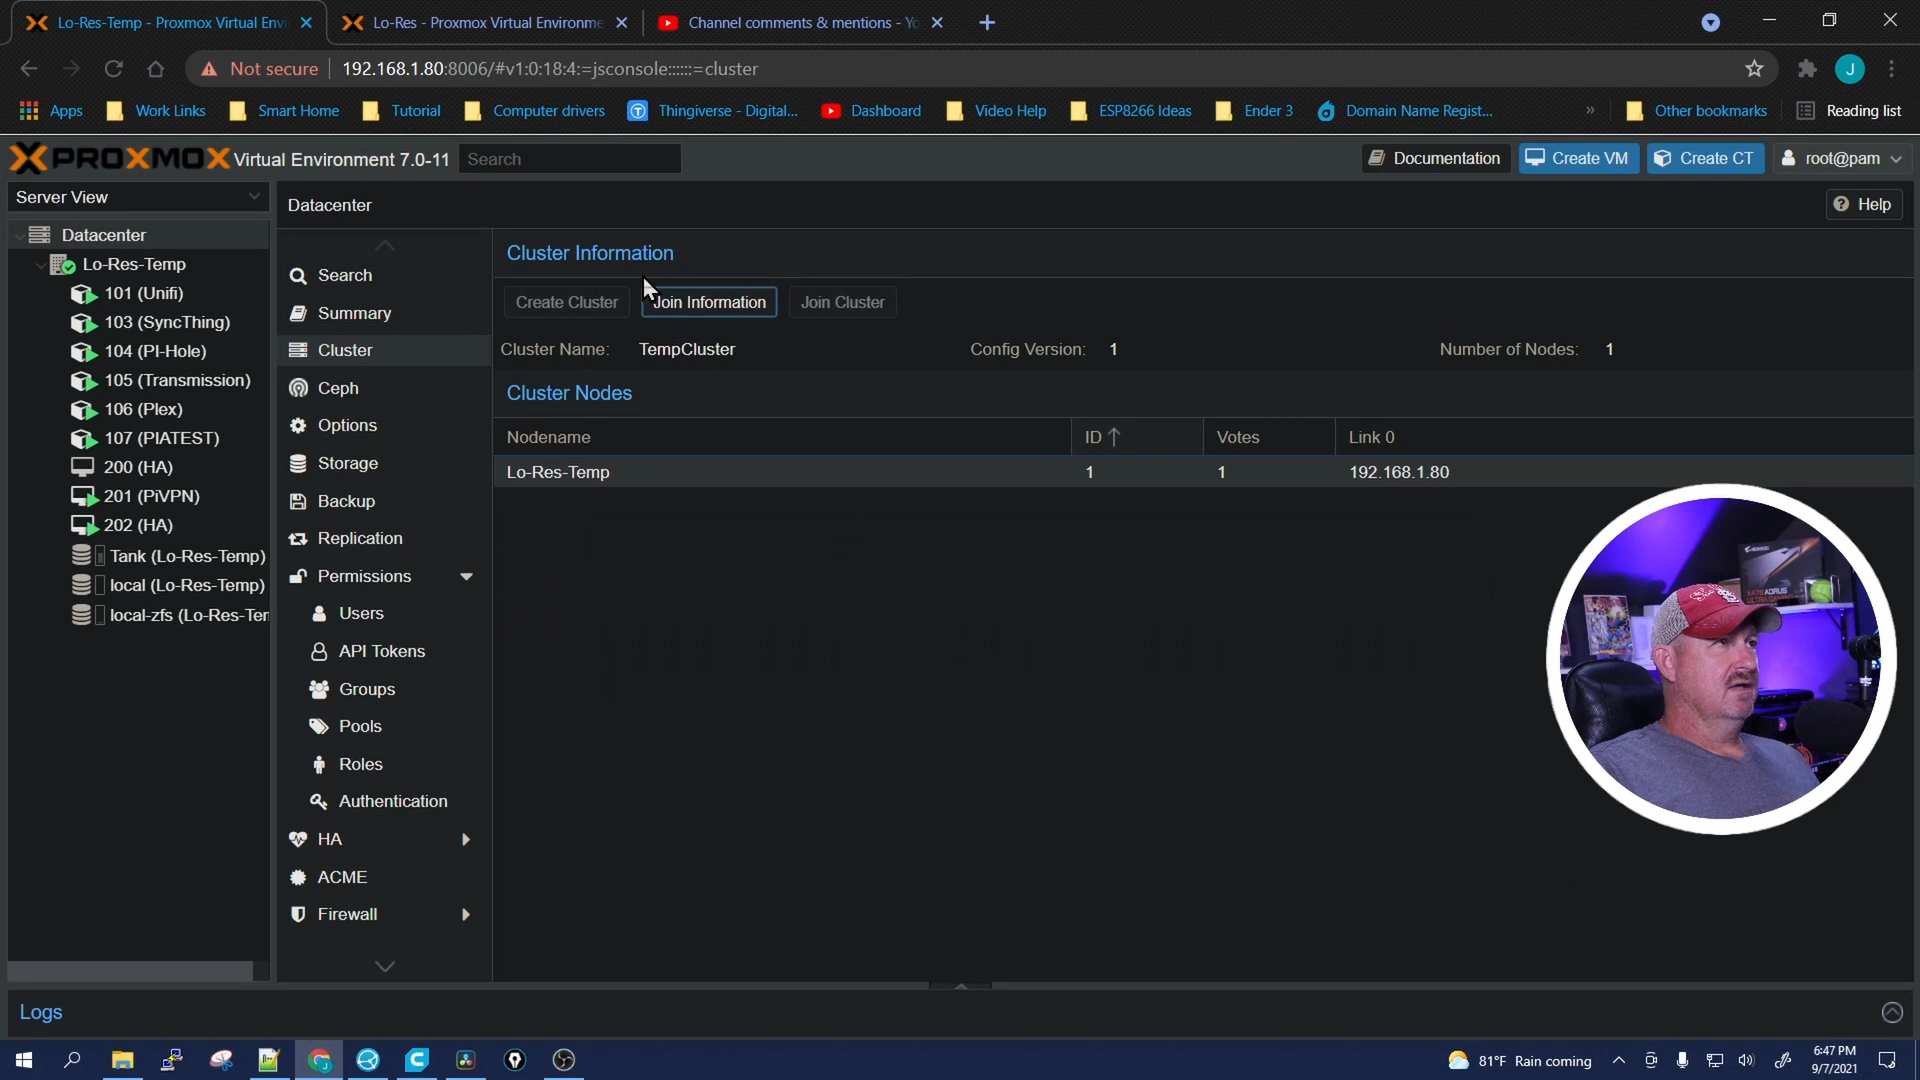 Lo-Res-Temp - Proxmox Virtual Envi
Lo-Res - Proxmox Virtual Environme
Channel comments & mentions - Yo
Not secure
192.168.1.80:8006/#v1:0:18:4:=jsconsole::::::=cluster
J
Apps
Work Links
Smart Home
Tutorial
Computer drivers
Thingiverse - Digital...
Dashboard
Video Help
ESP8266 Ideas
Ender 3
Domain Name Regist...
»
Other bookmarks
Reading list
PROXMOX Virtual Environment 7.0-11
Search
Documentation
Create VM
Create CT
root@pam
Server View
Datacenter
Help
Datacenter
Lo-Res-Temp
101 (Unifi)
103 (SyncThing)
104 (PI-Hole)
105 (Transmission)
106 (Plex)
107 (PIATEST)
200 (HA)
201 (PiVPN)
202 (HA)
Tank (Lo-Res-Temp)
local (Lo-Res-Temp)
local-zfs (Lo-Res-Tem
Search
Summary
Cluster
Ceph
Options
Storage
Backup
Replication
Permissions
Users
API Tokens
Groups
Pools
Roles
Authentication
HA
ACME
Firewall
Cluster Information
Create Cluster
Join Information
Join Cluster
Cluster Name: TempCluster
Config Version: 1
Number of Nodes: 1
Cluster Nodes
Nodename
ID
Votes
Link 0
Lo-Res-Temp
1
1
192.168.1.80
Logs
81°F Rain coming
6:47 PM
9/7/2021